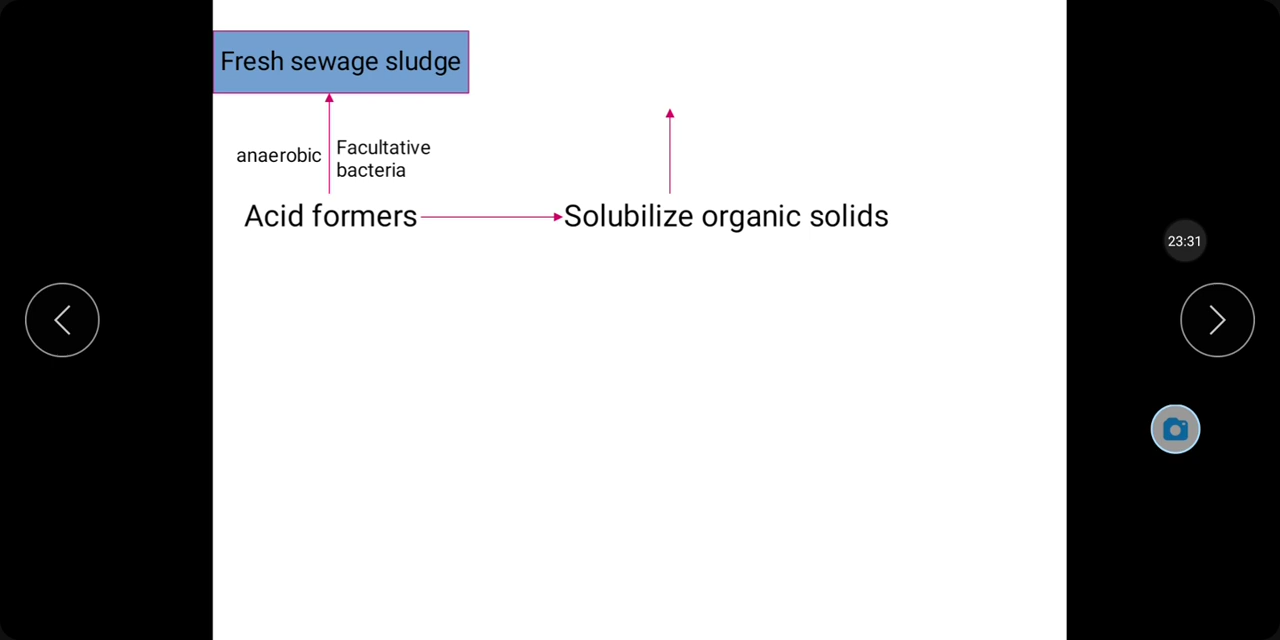 Fresh sewage sludge
anaerobic
Facultative
bacteria
Acid formers
Solubilize organic solids
23:31